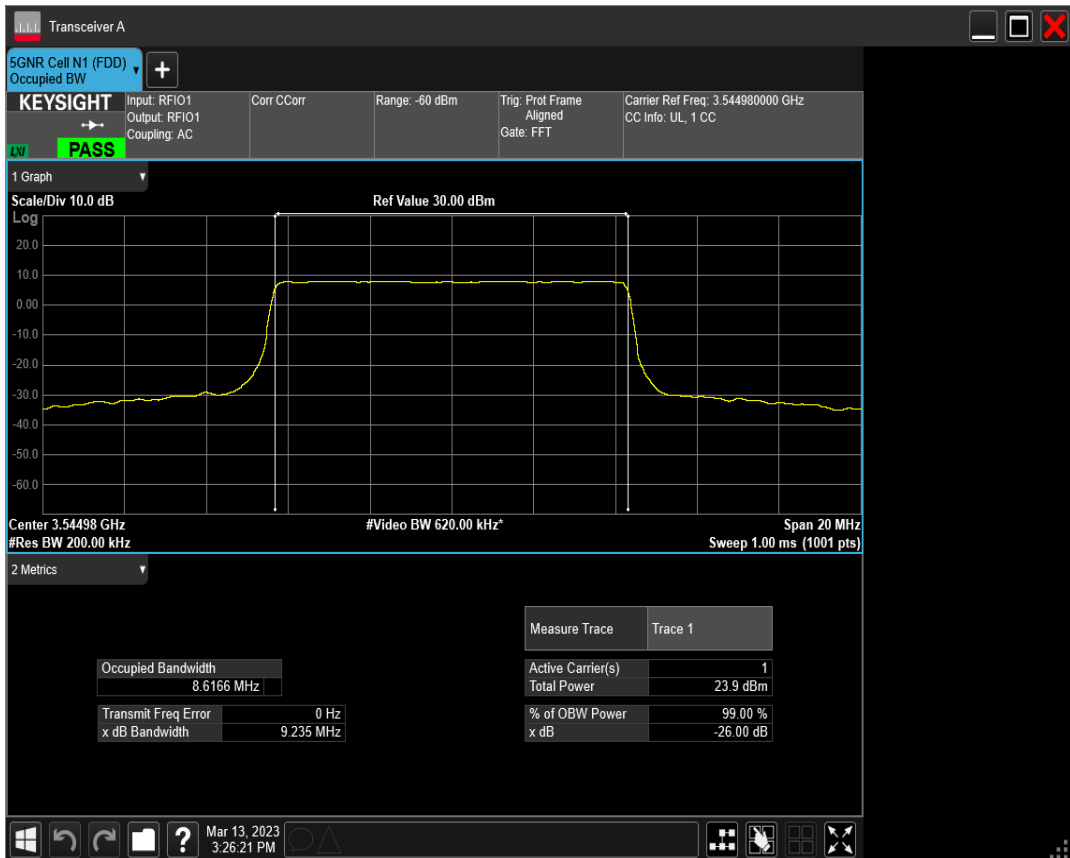 Transceiver A
5GNR Cell N1 (FDD)
Occupied BW
KEYSIGHT
LXI
PASS
Input: RFIO1
Output: RFIO1
Coupling: AC
Corr CCorr
Range: -60 dBm
Trig: Prot Frame
Aligned
Gate: FFT
Carrier Ref Freq: 3.544980000 GHz
CC Info: UL, 1 CC
1 Graph
Scale/Div 10.0 dB
Ref Value 30.00 dBm
Log
20.0
10.0
0.00
-10.0
-20.0
-30.0
-40.0
-50.0
-60.0
Center 3.54498 GHz
#Video BW 620.00 kHz*
Span 20 MHz
#Res BW 200.00 kHz
Sweep 1.00 ms (1001 pts)
2 Metrics
Measure Trace Trace 1
Occupied Bandwidth
8.6166 MHz
Active Carrier(s) 1
Total Power 23.9 dBm
Transmit Freq Error 0 Hz
x dB Bandwidth 9.235 MHz
% of OBW Power 99.00 %
x dB -26.00 dB
?
Mar 13, 2023
3:26:21 PM